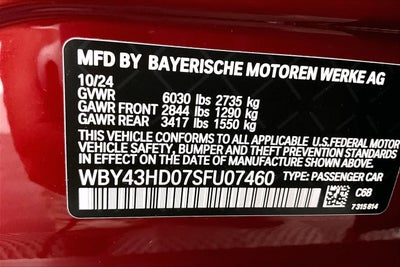 MFD BY BAYERISCHE MOTOREN WERKE AG
10/24
GVWR 6030 lbs 2735 kg
GAWR FRONT 2844 lbs 1290 kg
GAWR REAR 3417 lbs 1550 kg
THIS VEHICLE CONFORMS TO ALL APPLICABLE U.S.FEDERAL MOTOR
VEHICLE SAFETY, BUMPER, AND THEFT PREVENTION
STANDARDS IN EFFECT ON THE DATE OF MANUFACTURE SHOWN ABOVE.
WBY43HD07SFU07460 TYPE: PASSENGER CAR
C68
7315814